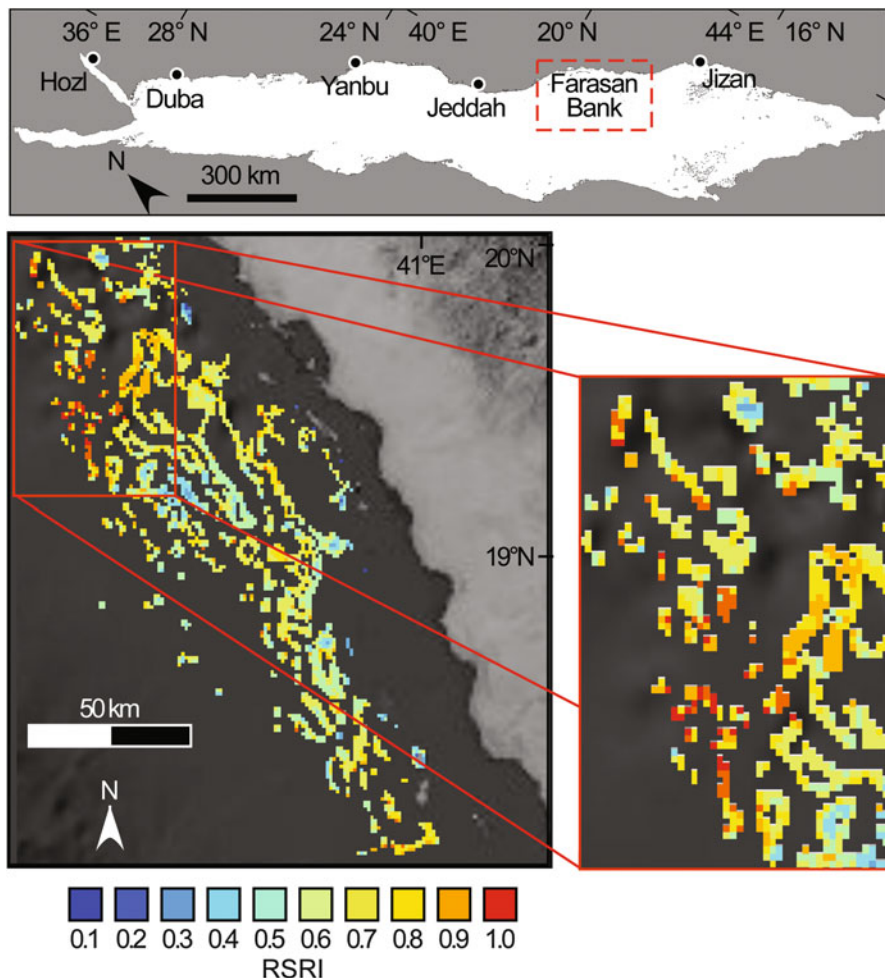 36° E 28° N 24° N 40° E 20° N 44° E 16° N
Hozl Duba Yanbu Jeddah Farasan Bank Jizan
N 300 km
41°E 20°N
19°N
50 km
N
0.1 0.2 0.3 0.4 0.5 0.6 0.7 0.8 0.9 1.0
RSRI